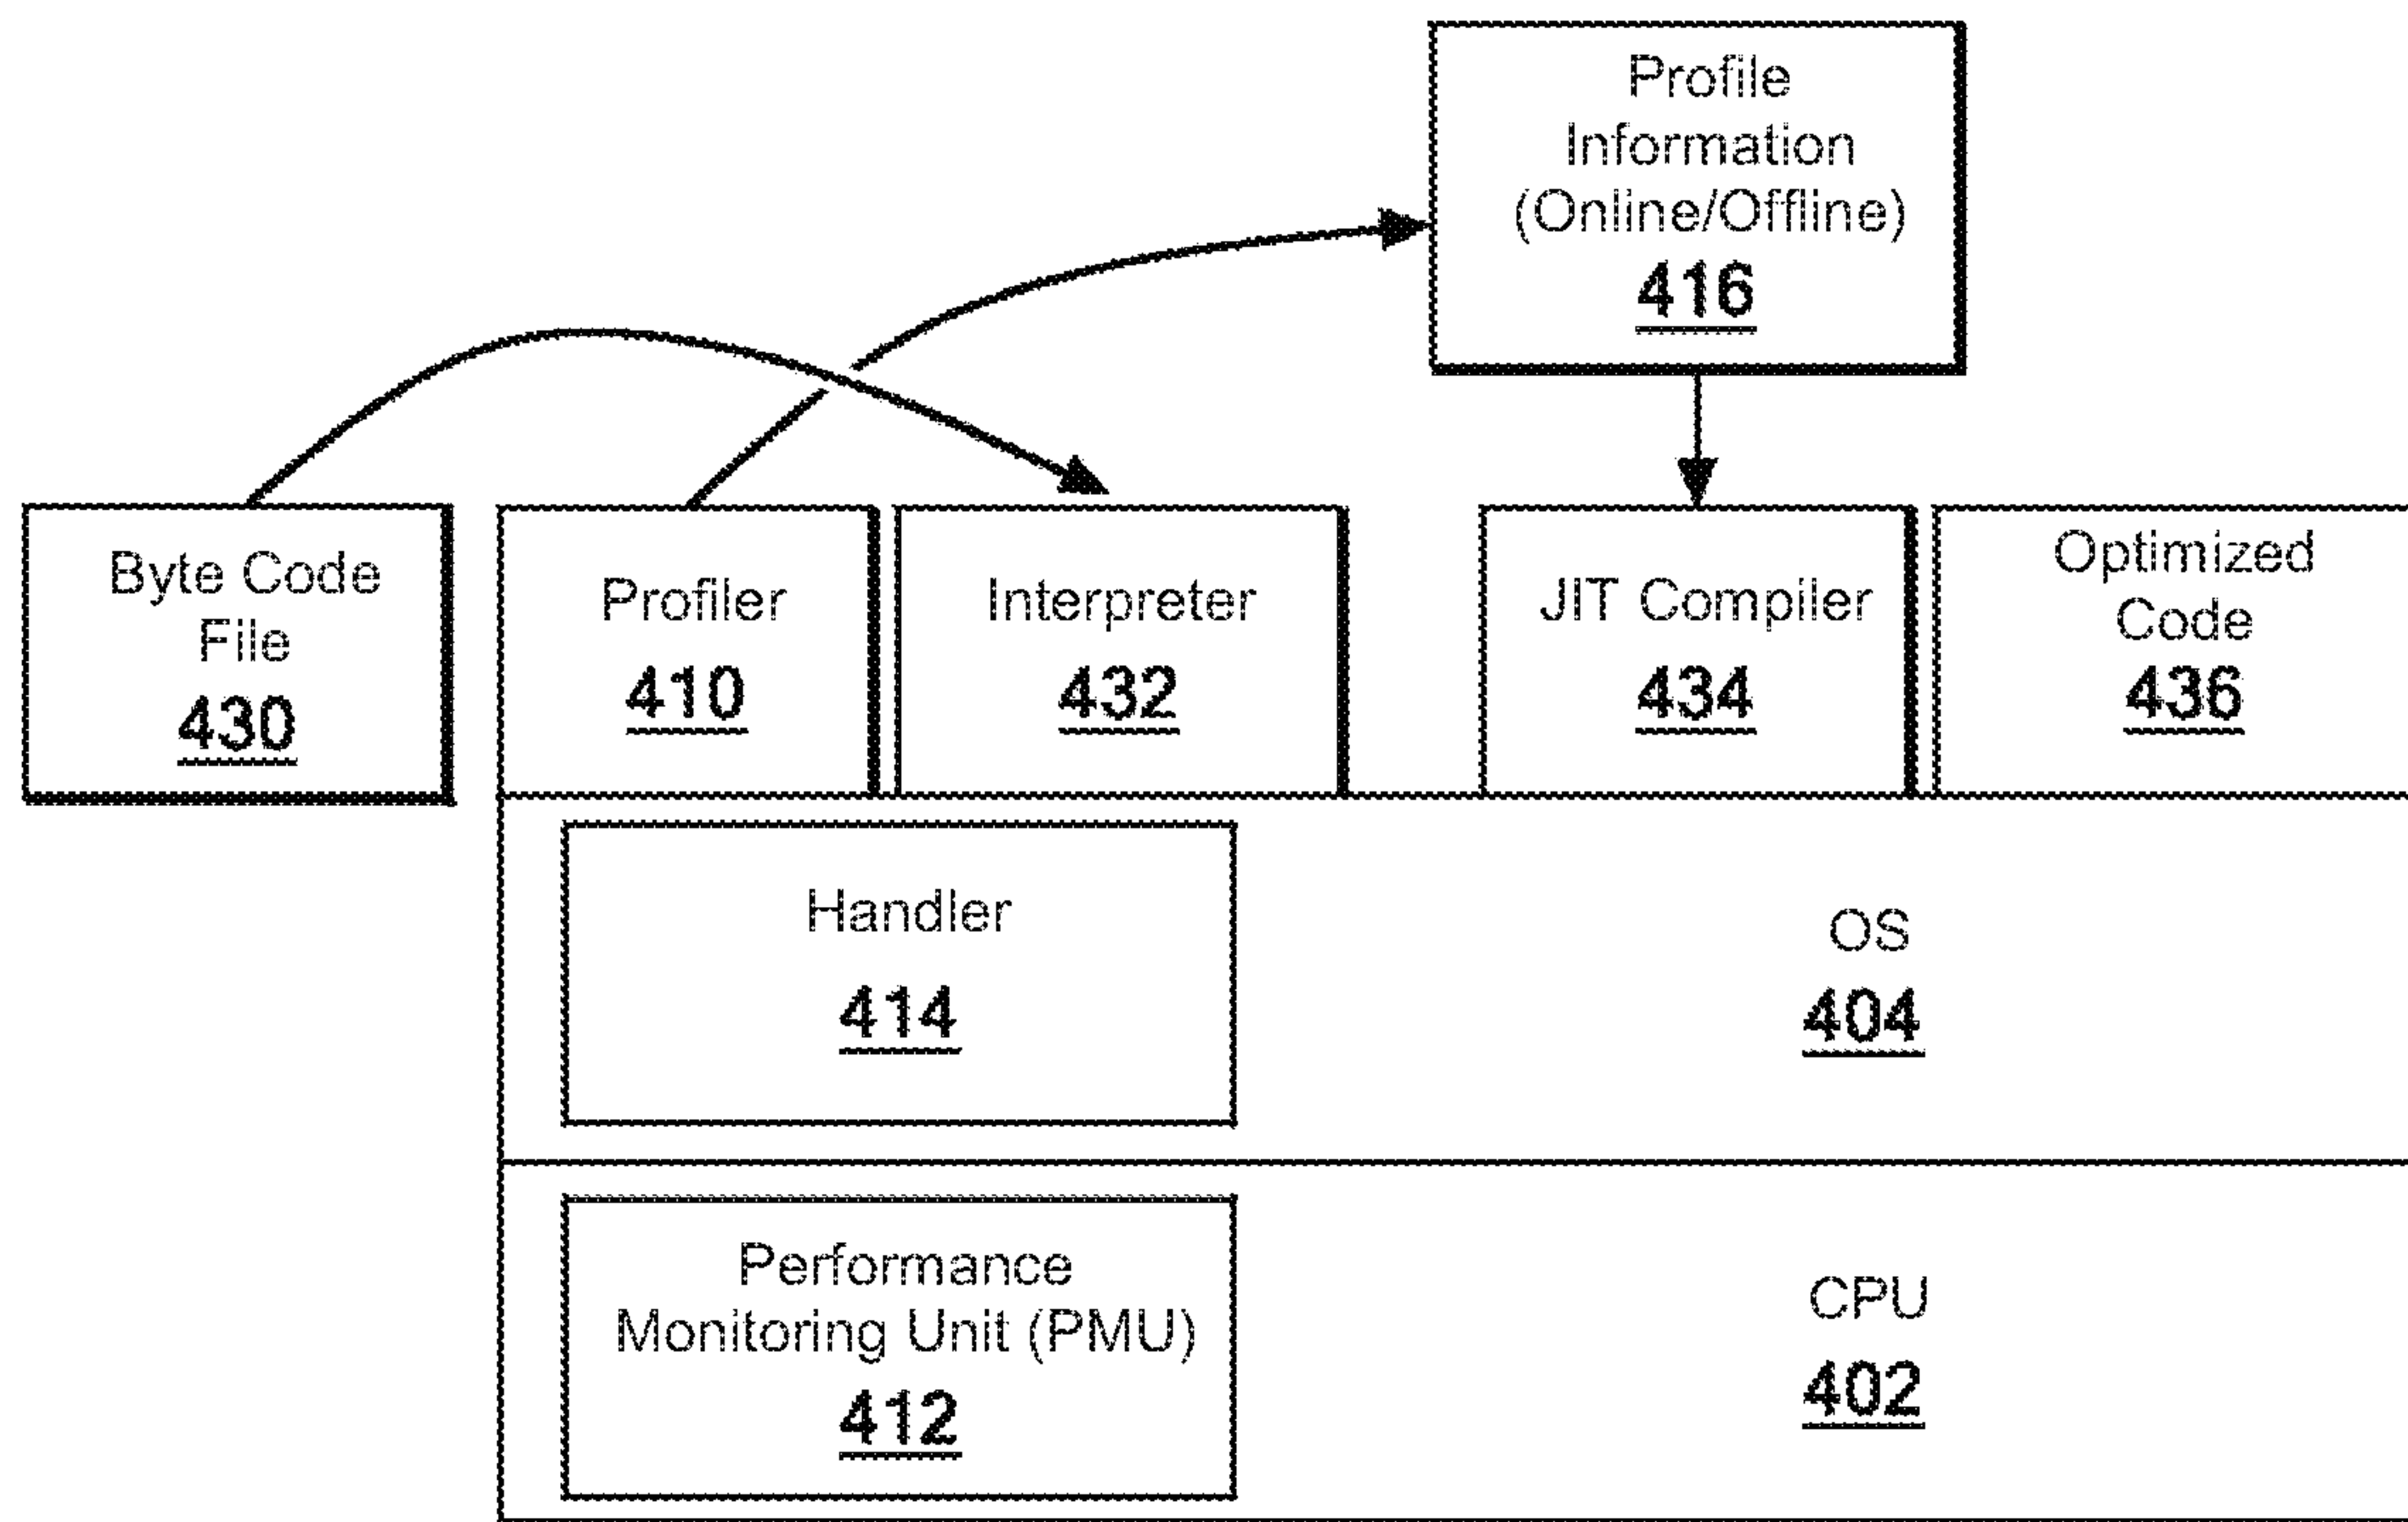 Profile
Information
(Online/Offline)
416
Byte Code
File
430
Profiler
410
Interpreter
432
JIT Compiler
434
Optimized
Code
436
Handler
414
OS
404
Performance
Monitoring Unit (PMU)
412
CPU
402